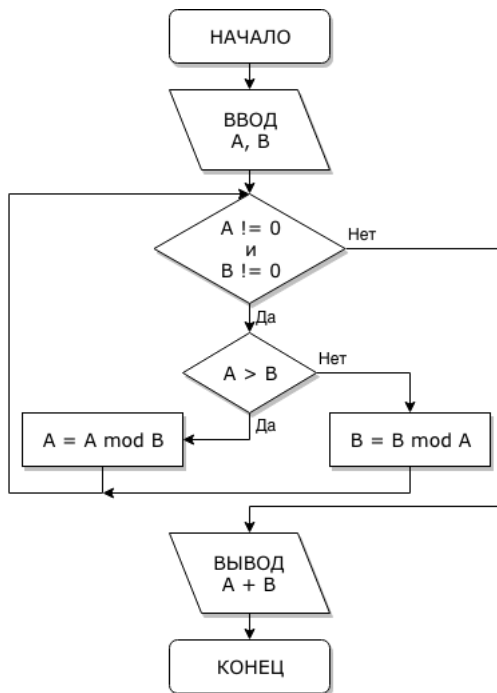 НАЧАЛО
ВВОД
A, B
A != 0
и
B != 0
Нет
Да
A > B
Нет
Да
A = A mod B
B = B mod A
ВЫВОД
A + B
КОНЕЦ